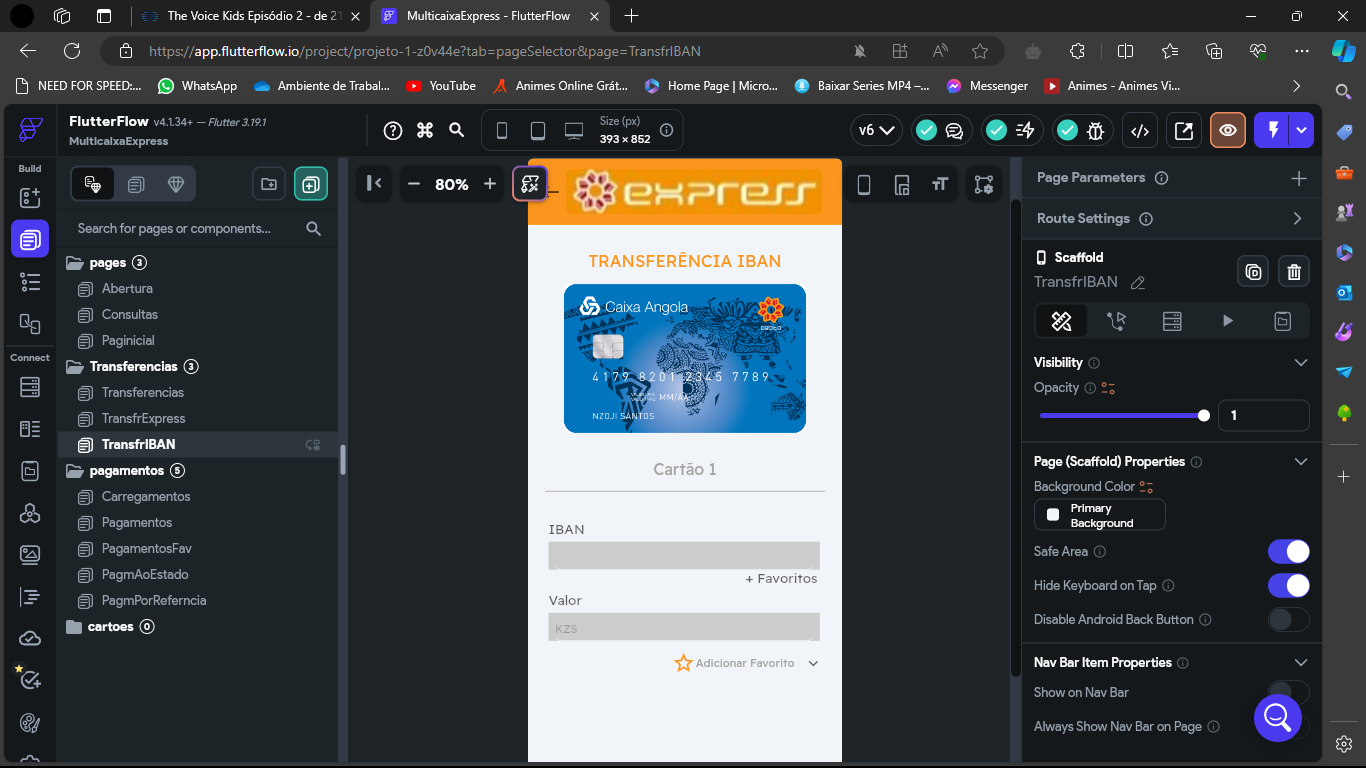 The Voice Kids Episódio 2 - de 21
MulticaixaExpress - FlutterFlow
https://app.flutterflow.io/project/projeto-1-z0v44e?tab=pageSelector&page=TransfrIBAN
NEED FOR SPEED:...
WhatsApp
Ambiente de Trabal...
YouTube
Animes Online Grát...
Home Page | Micro...
Baixar Series MP4 –...
Messenger
Animes - Animes Vi...
FlutterFlow v4.1.34+ — Flutter 3.19.1
MulticaixaExpress
Size (px)
393 × 852
v6
Build
Connect
Search for pages or components...
pages 3
Abertura
Consultas
Paginicial
Transferencias 3
Transferencias
TransfrExpress
TransfrIBAN
pagamentos 5
Carregamentos
Pagamentos
PagamentosFav
PagmAoEstado
PagmPorReferncia
cartoes 0
80%
express
TRANSFERÊNCIA IBAN
Caixa Angola
4179 8201 2345 7789
MM/AA
NZOJI SANTOS
Cartão 1
IBAN
+ Favoritos
Valor
KZS
Adicionar Favorito
Page Parameters
Route Settings
Scaffold
TransfrIBAN
Visibility
Opacity
1
Page (Scaffold) Properties
Background Color
Primary
Background
Safe Area
Hide Keyboard on Tap
Disable Android Back Button
Nav Bar Item Properties
Show on Nav Bar
Always Show Nav Bar on Page